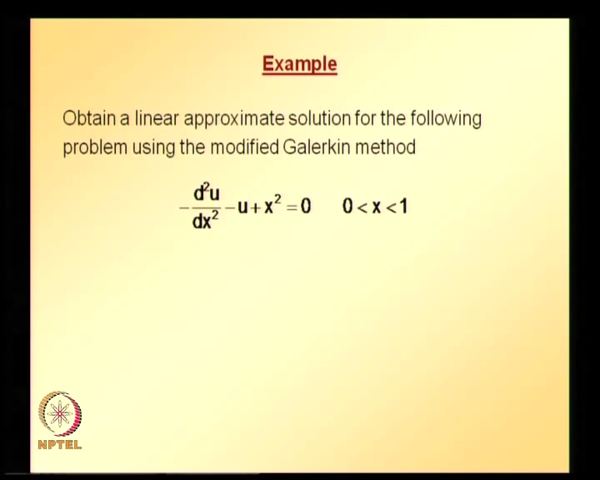 Example
Obtain a linear approximate solution for the following
problem using the modified Galerkin method
-d²u/dx² - u + x² = 0   0 < x < 1
NPTEL